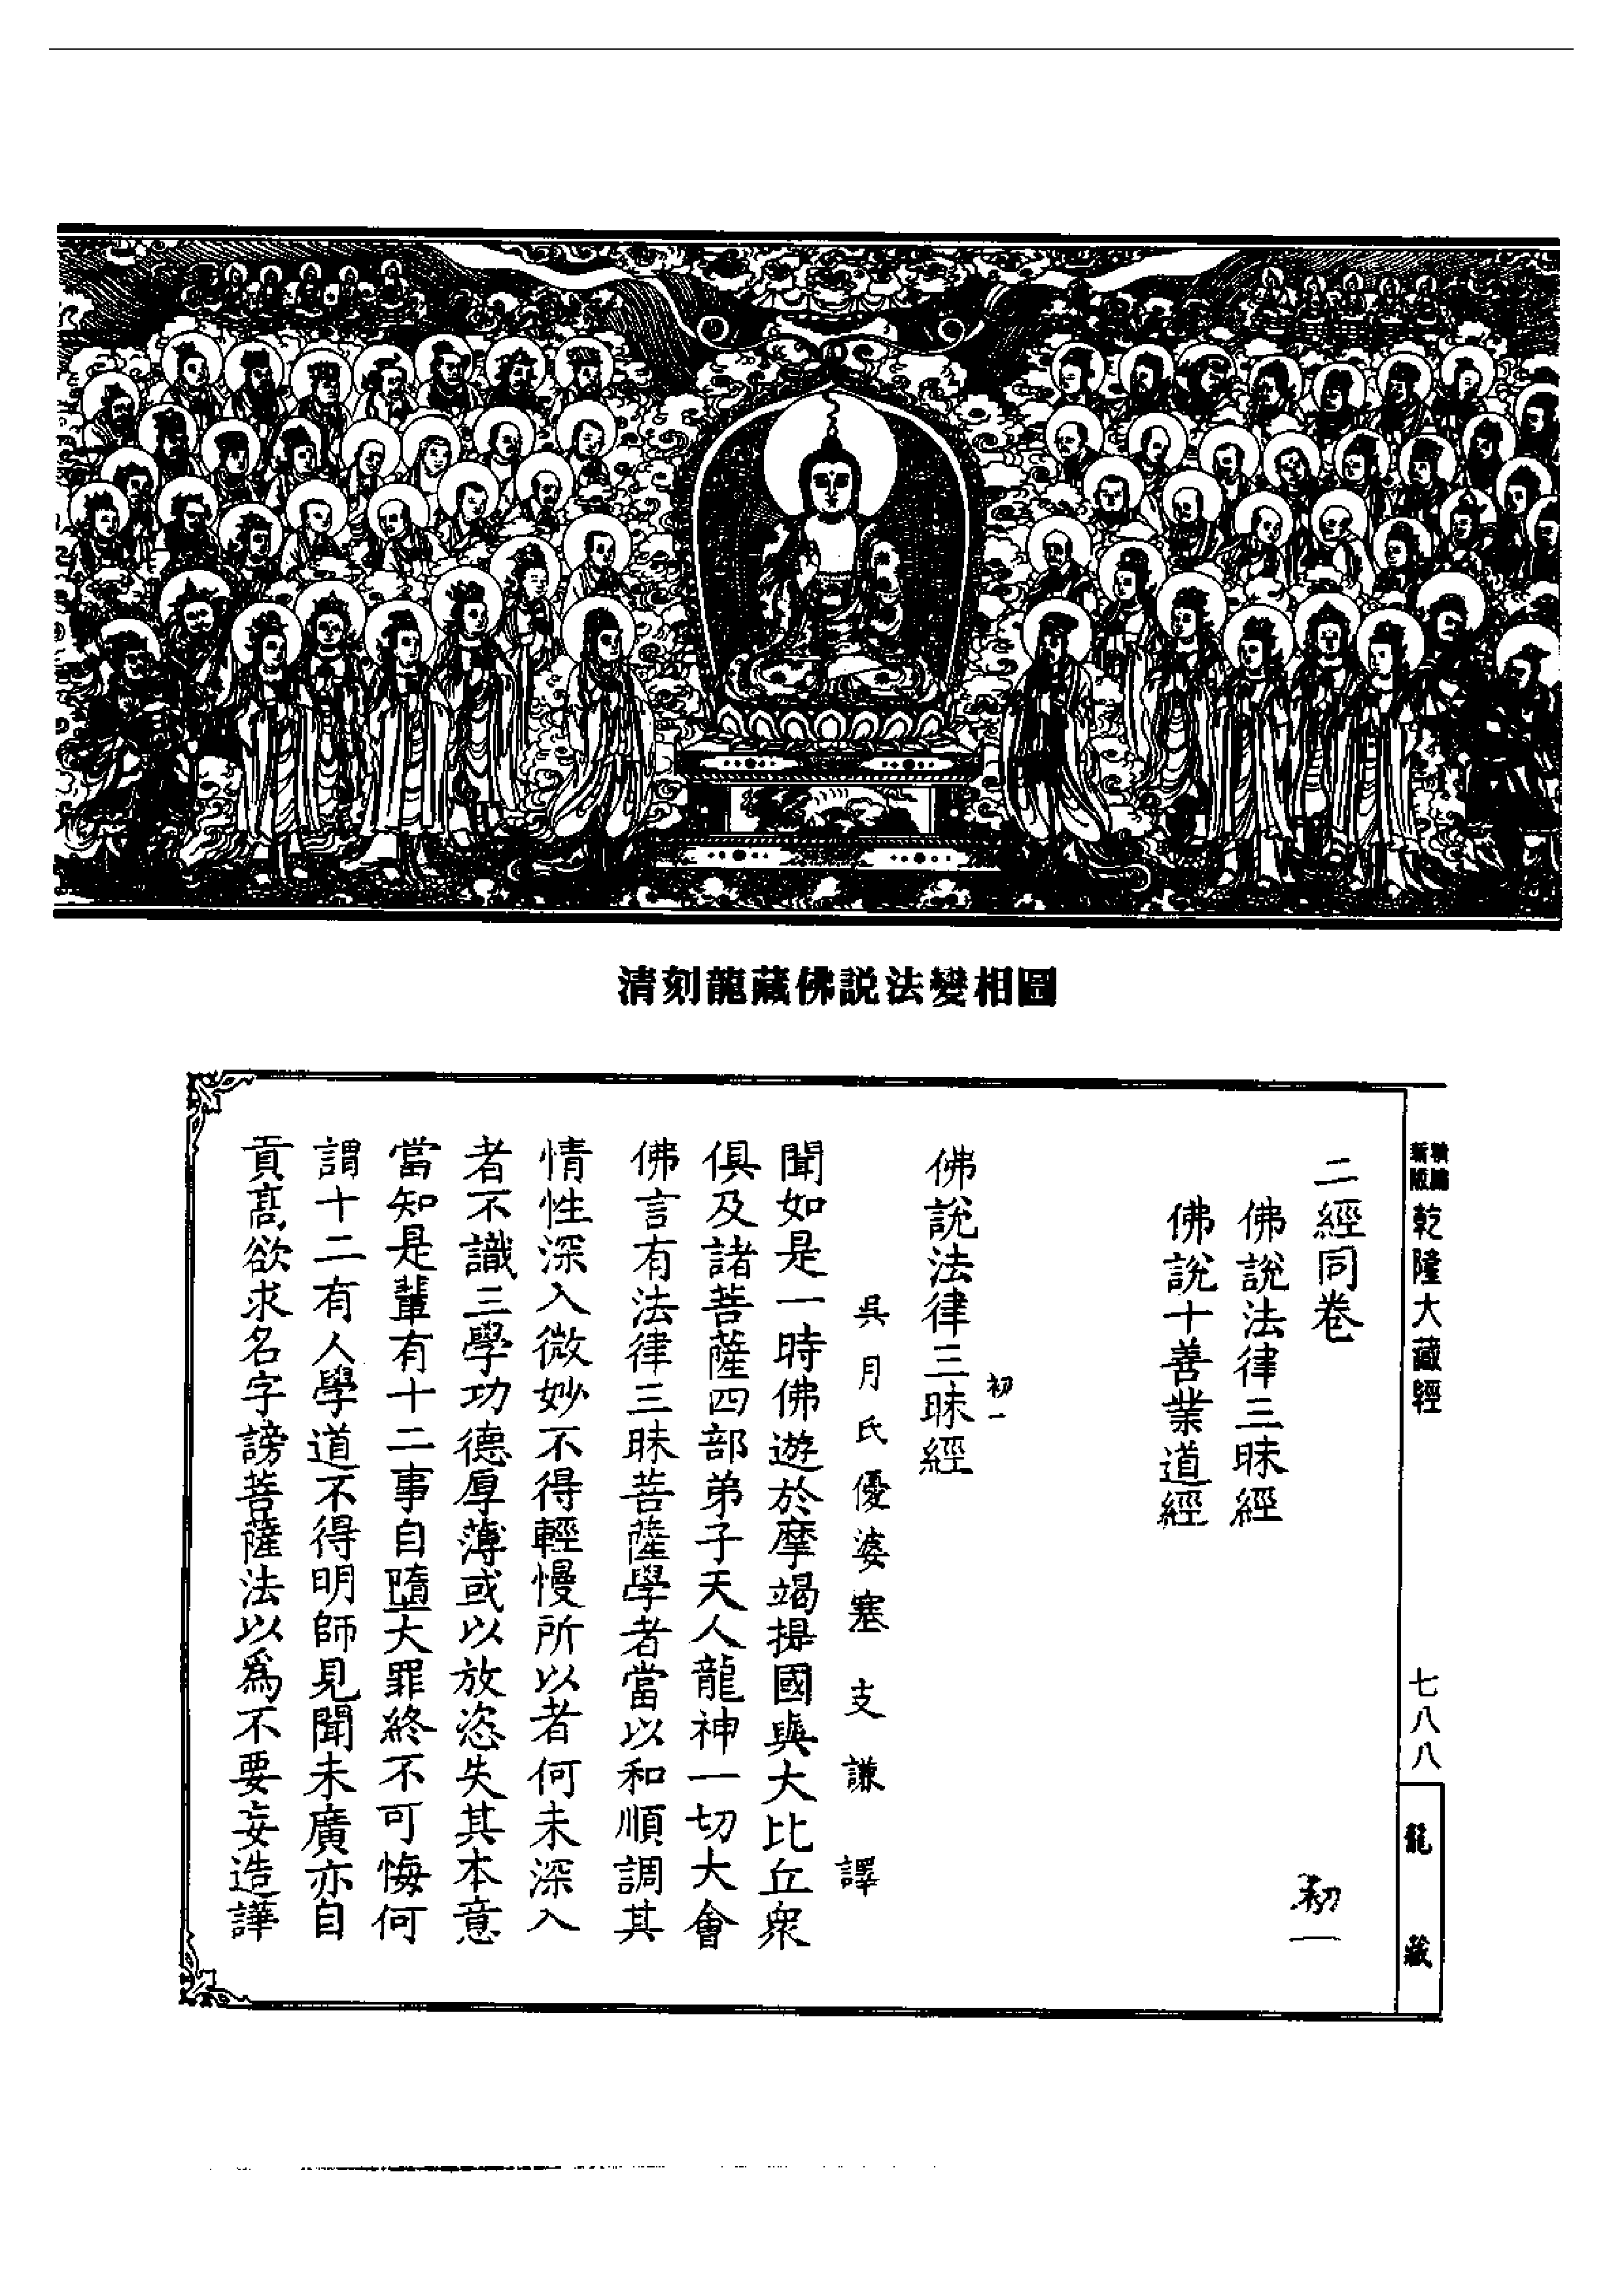 清刻龍藏佛説法變相圖
新版
乾隆大藏經
七八八
龍藏
二經同卷
初一
佛說法律三昧經
佛說十善業道經
初一
佛說法律三昧經
吳月氏優婆塞支謙譯
聞如是一時佛遊於摩竭提國與大比丘衆
俱及諸菩薩四部弟子天人龍神一切大會
佛言有法律三昧菩薩學者當以和順調其
情性深入微妙不得輕慢所以者何未深入
者不識三學功德厚薄或以放恣失其本意
當知是輩有十二事自墮大罪終不可悔何
謂十二有人學道不得明師見聞未廣亦自
貢高欲求名字謗菩薩法以爲不要妄造譁